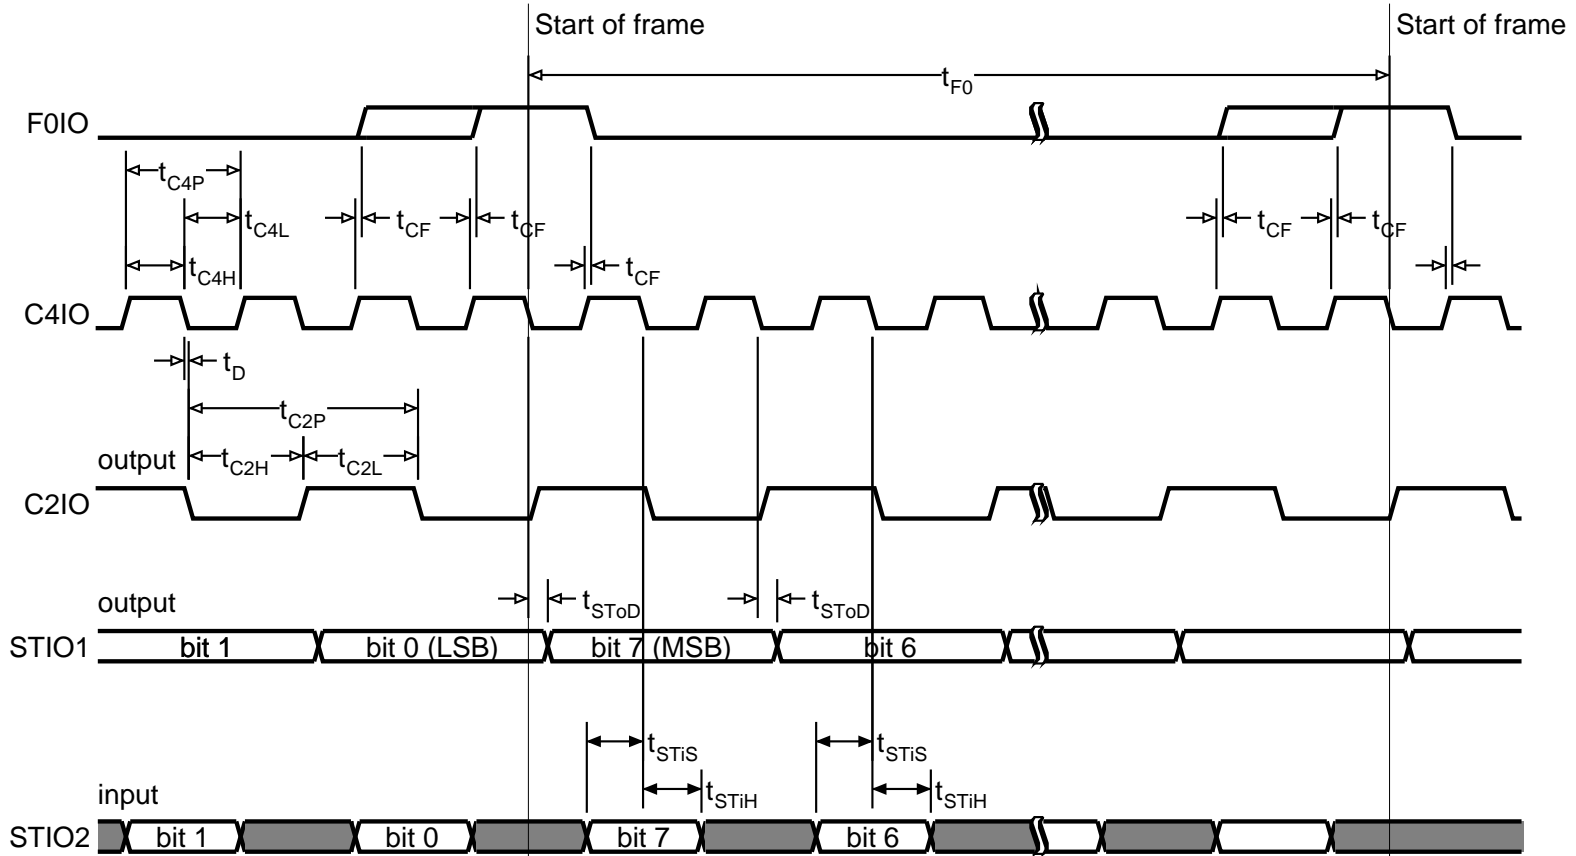 Start of frame Start of frame
tF0
F0IO
tC4P
tC4L tCF tCF tCF tCF
tC4H tCF
C4IO
tD
tC2P
output tC2H tC2L
C2IO
output tSToD tSToD
STIO1 bit 1 bit 0 (LSB) bit 7 (MSB) bit 6
tSTiS tSTiS
input tSTiH tSTiH
STIO2 bit 1 bit 0 bit 7 bit 6